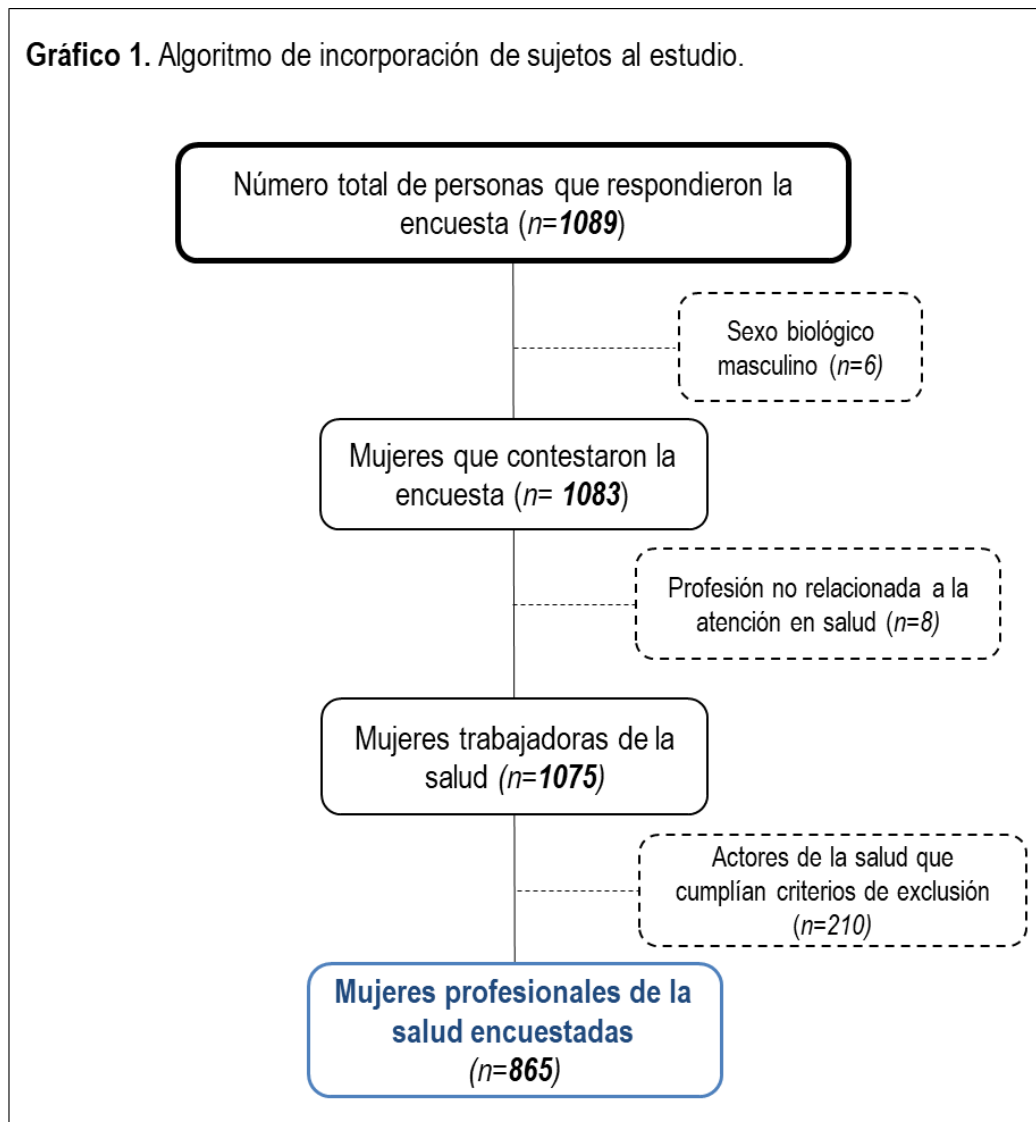 Gráfico 1. Algoritmo de incorporación de sujetos al estudio.
Número total de personas que respondieron la
encuesta (n=1089)
Sexo biológico
masculino (n=6)
Mujeres que contestaron la
encuesta (n= 1083)
Profesión no relacionada a la
atención en salud (n=8)
Mujeres trabajadoras de la
salud (n=1075)
Actores de la salud que
cumplían criterios de exclusión
(n=210)
Mujeres profesionales de la
salud encuestadas
(n=865)